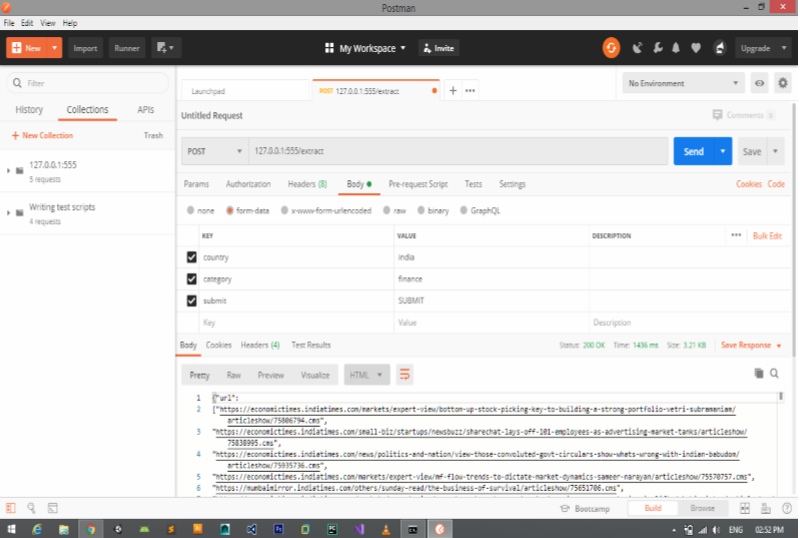 Postman
File Edit View Help
New Import Runner My Workspace Invite Upgrade
Filter
History Collections APIs
+ New Collection Trash
127.0.0.1:555
5 requests
Writing test scripts
4 requests
Launchpad POST 127.0.0.1:555/extract + ••• No Environment
Untitled Request Comments 0
POST 127.0.0.1:555/extract Send Save
Params Authorization Headers (8) Body Pre-request Script Tests Settings Cookies Code
none form-data x-www-form-urlencoded raw binary GraphQL
KEY VALUE DESCRIPTION ••• Bulk Edit
country india
category finance
submit SUBMIT
Key Value Description
Body Cookies Headers (4) Test Results Status: 200 OK Time: 1436 ms Size: 3.21 KB Save Response
Pretty Raw Preview Visualize HTML
1 {"url":
2 ["https://economictimes.indiatimes.com/markets/expert-view/bottom-up-stock-picking-key-to-building-a-strong-portfolio-vetri-subramaniam/
articleshow/75806794.cms",
3 "https://economictimes.indiatimes.com/small-biz/startups/newsbuzz/sharechat-lays-off-101-employees-as-advertising-market-tanks/articleshow/
75838995.cms",
4 "https://economictimes.indiatimes.com/news/politics-and-nation/view-those-convoluted-govt-circulars-show-whats-wrong-with-indian-babudom/
articleshow/75935736.cms",
5 "https://economictimes.indiatimes.com/markets/expert-view/mf-flow-trends-to-dictate-market-dynamics-sameer-narayan/articleshow/75570757.cms",
6 "https://mumbaimirror.indiatimes.com/others/sunday-read/the-business-of-survival/articleshow/75651706.cms",
Bootcamp Build Browse
ENG 02:52 PM